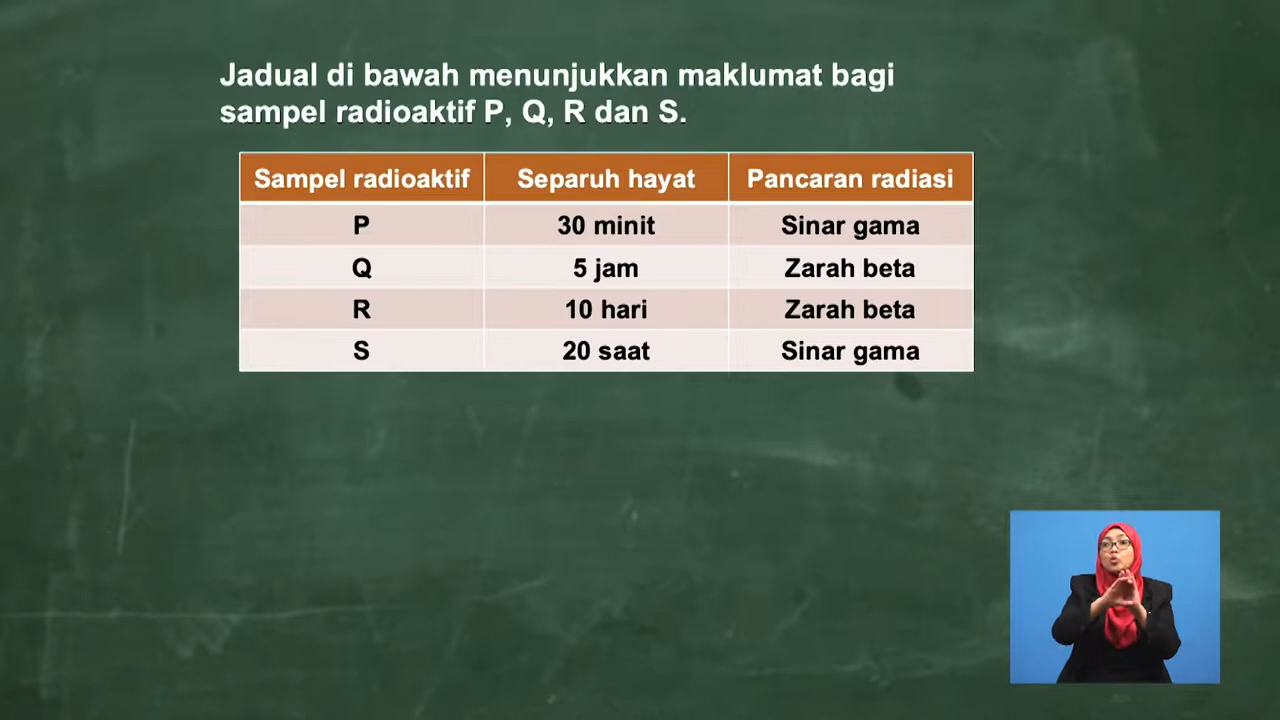 Jadual di bawah menunjukkan maklumat bagi
sampel radioaktif P, Q, R dan S.
Sampel radioaktif Separuh hayat Pancaran radiasi
P 30 minit Sinar gama
Q 5 jam Zarah beta
R 10 hari Zarah beta
S 20 saat Sinar gama